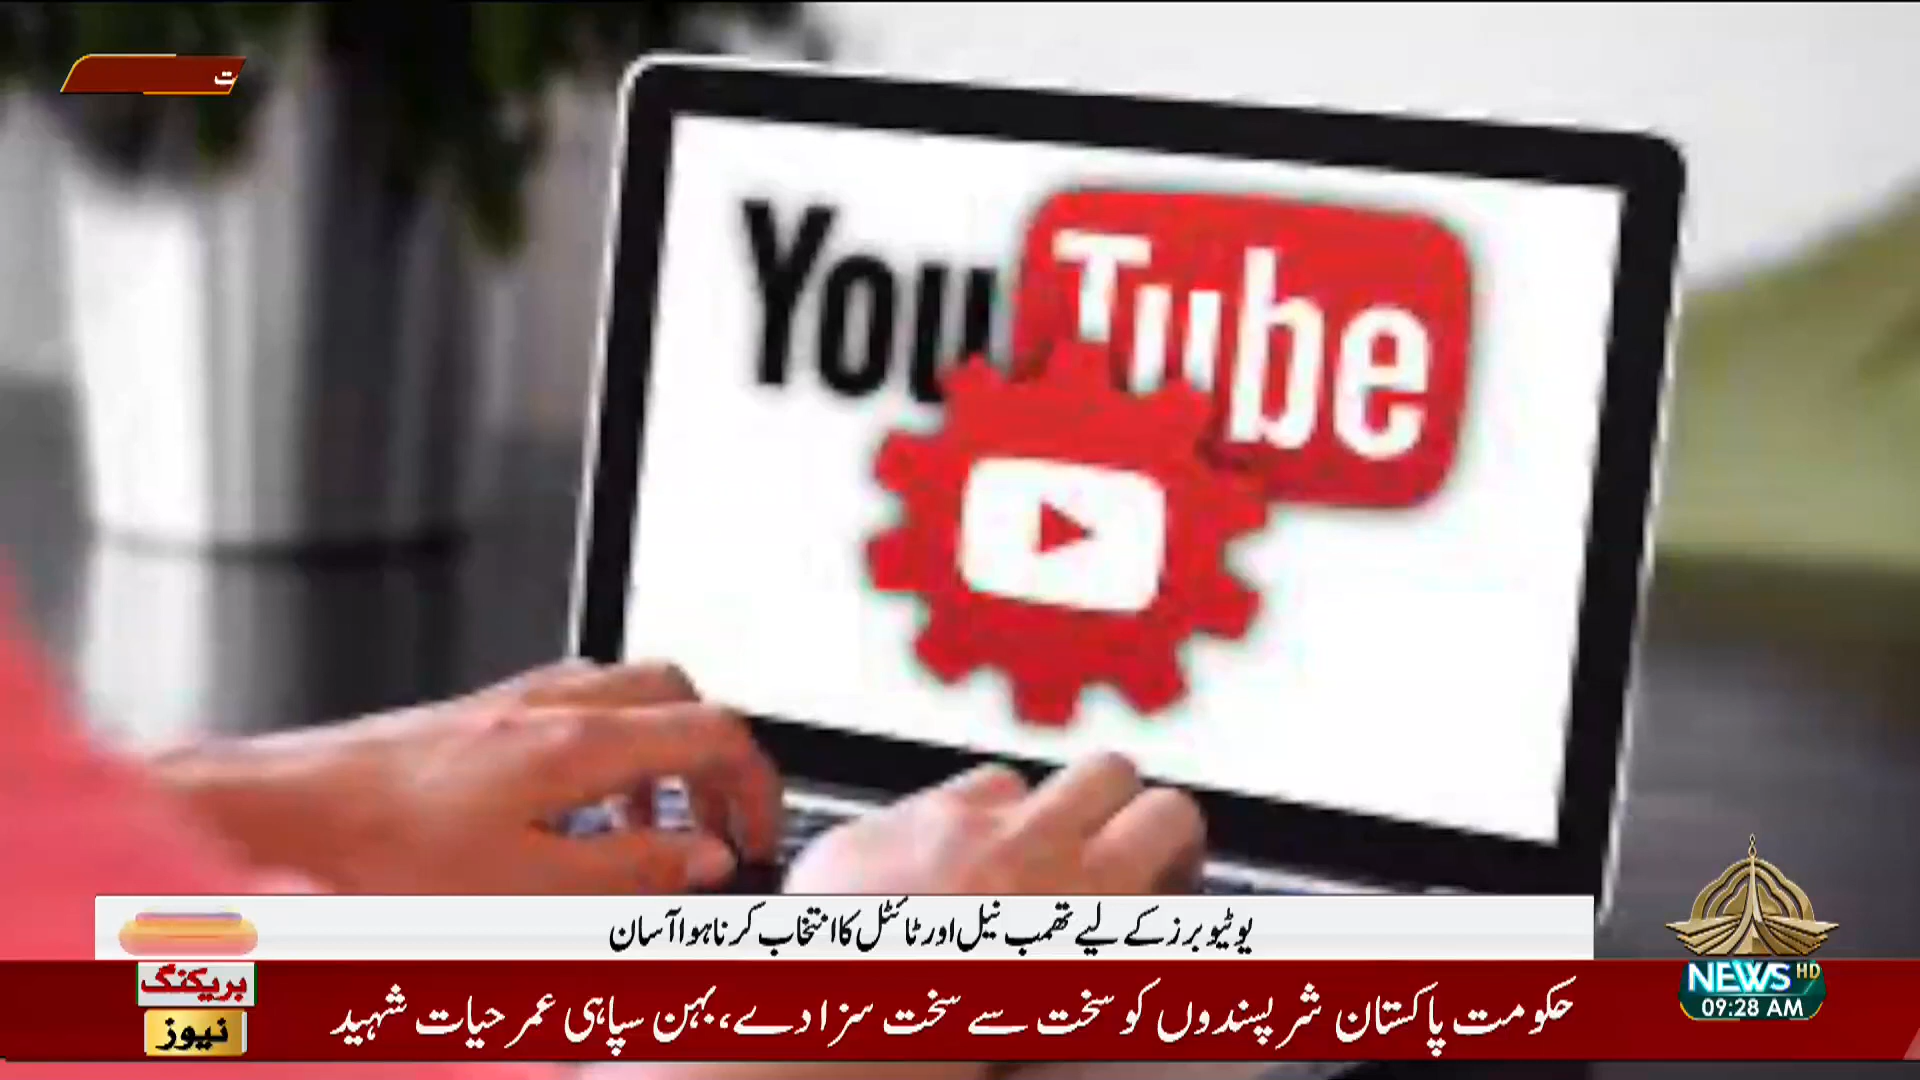 ت
YouTube
یوٹیوبرز کے لیے تھمب نیل اور ٹائٹل کا انتخاب کرنا ہوا آسان
بریکنگ
نیوز
حکومت پاکستان شرپسندوں کو سخت سے سخت سزا دے، بہن سپاہی عمر حیات شہید
NEWS HD
09:28 AM